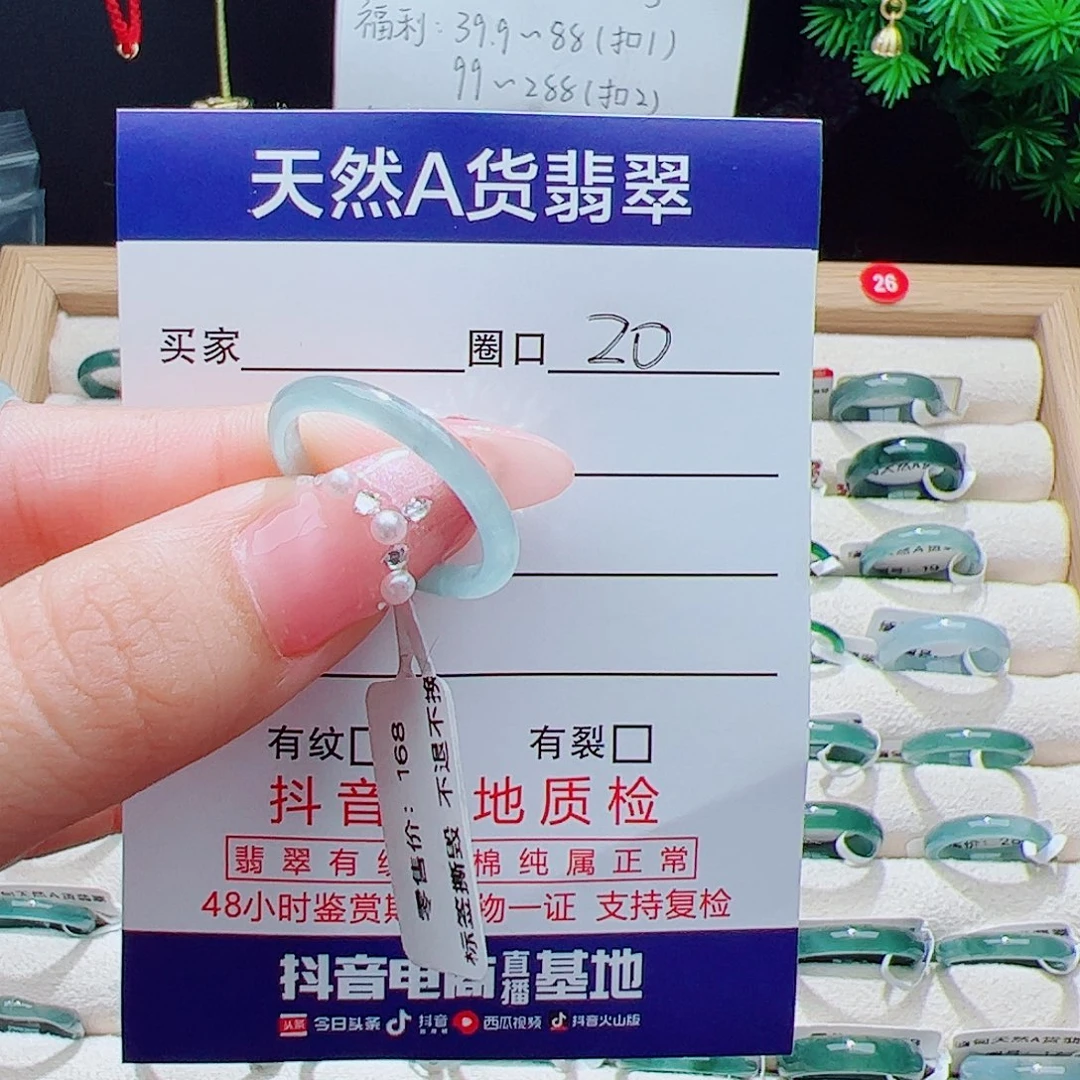 福利：39.9～88（扣1）
99～288（扣2）
天然A货翡翠
26
买家 圈口 20
有纹□ 有裂□
抖音 地质检
翡翠有 棉纯属正常
48小时鉴赏 物一证 支持复检
零售价：168
标签撕毁 不退不换
抖音电商直播基地
头条 今日头条 抖音 西瓜视频 抖音火山版